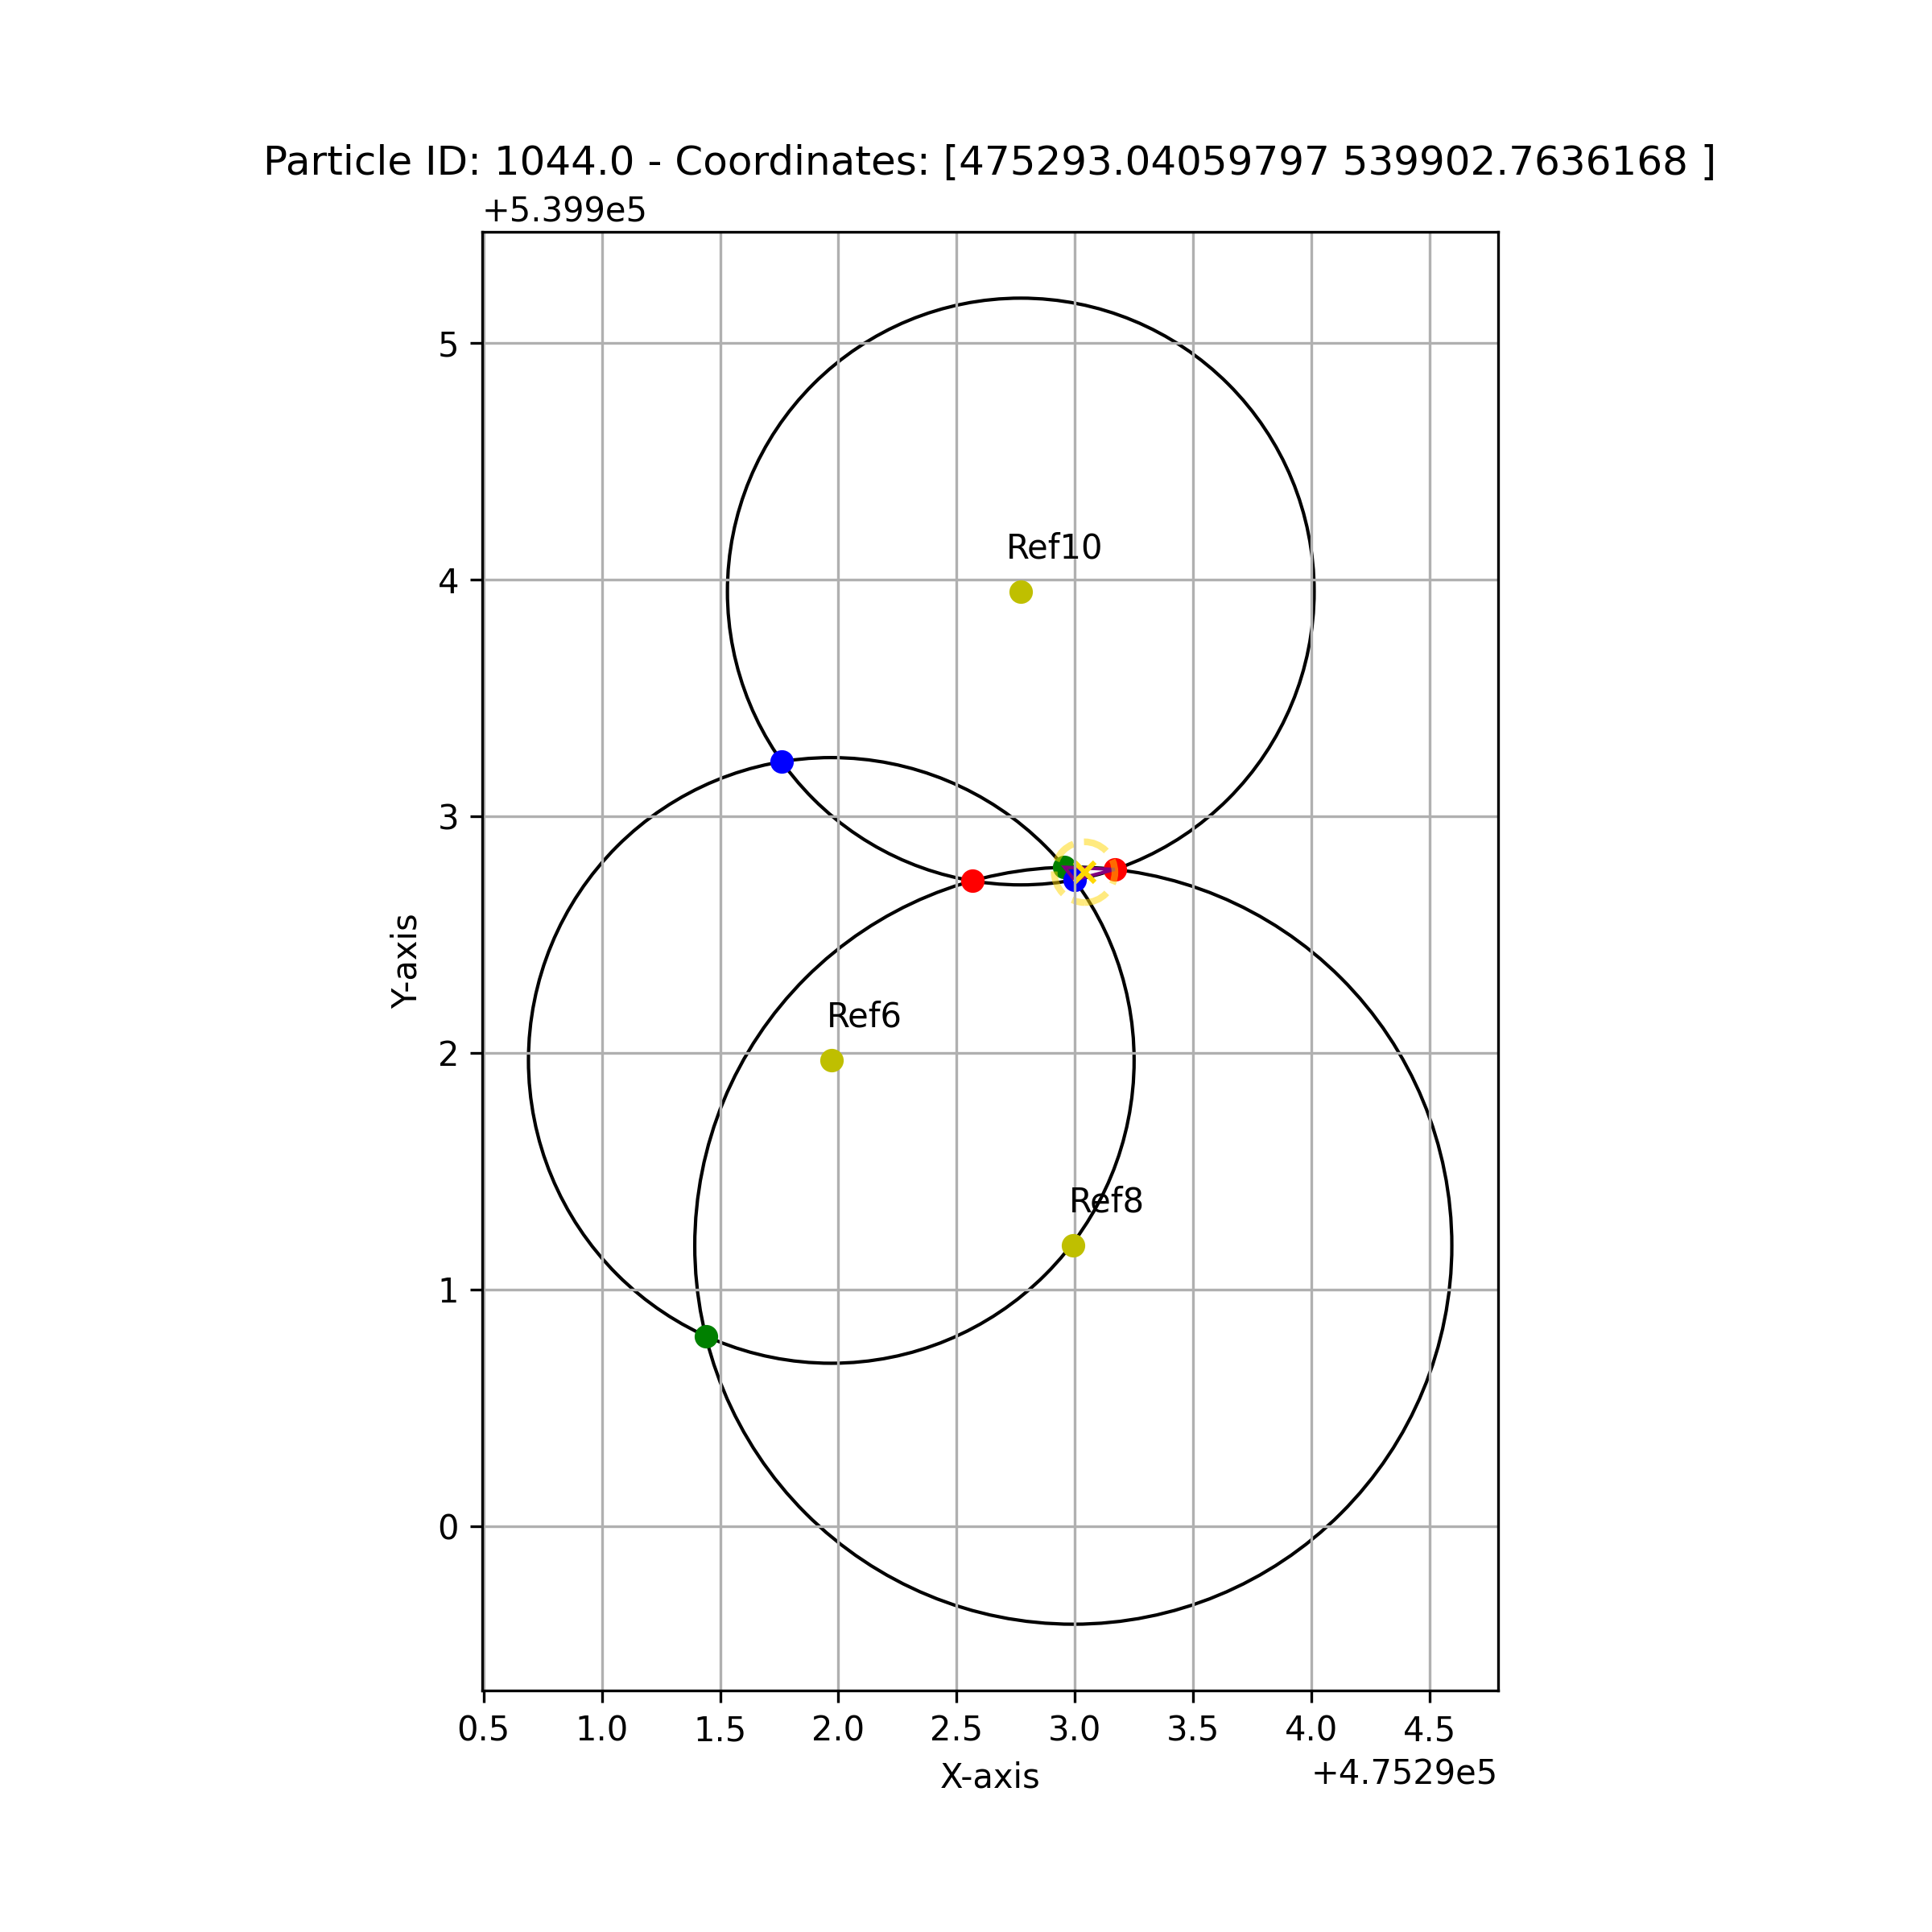 Particle ID: 1044.0 - Coordinates: [475293.04059797 539902.7636168 ]
+5.399e5
5
Ref10
4
3
Y-axis
Ref6
2
Ref8
1
0
0.5 1.0 1.5 2.0 2.5 3.0 3.5 4.0 4.5
X-axis
+4.7529e5